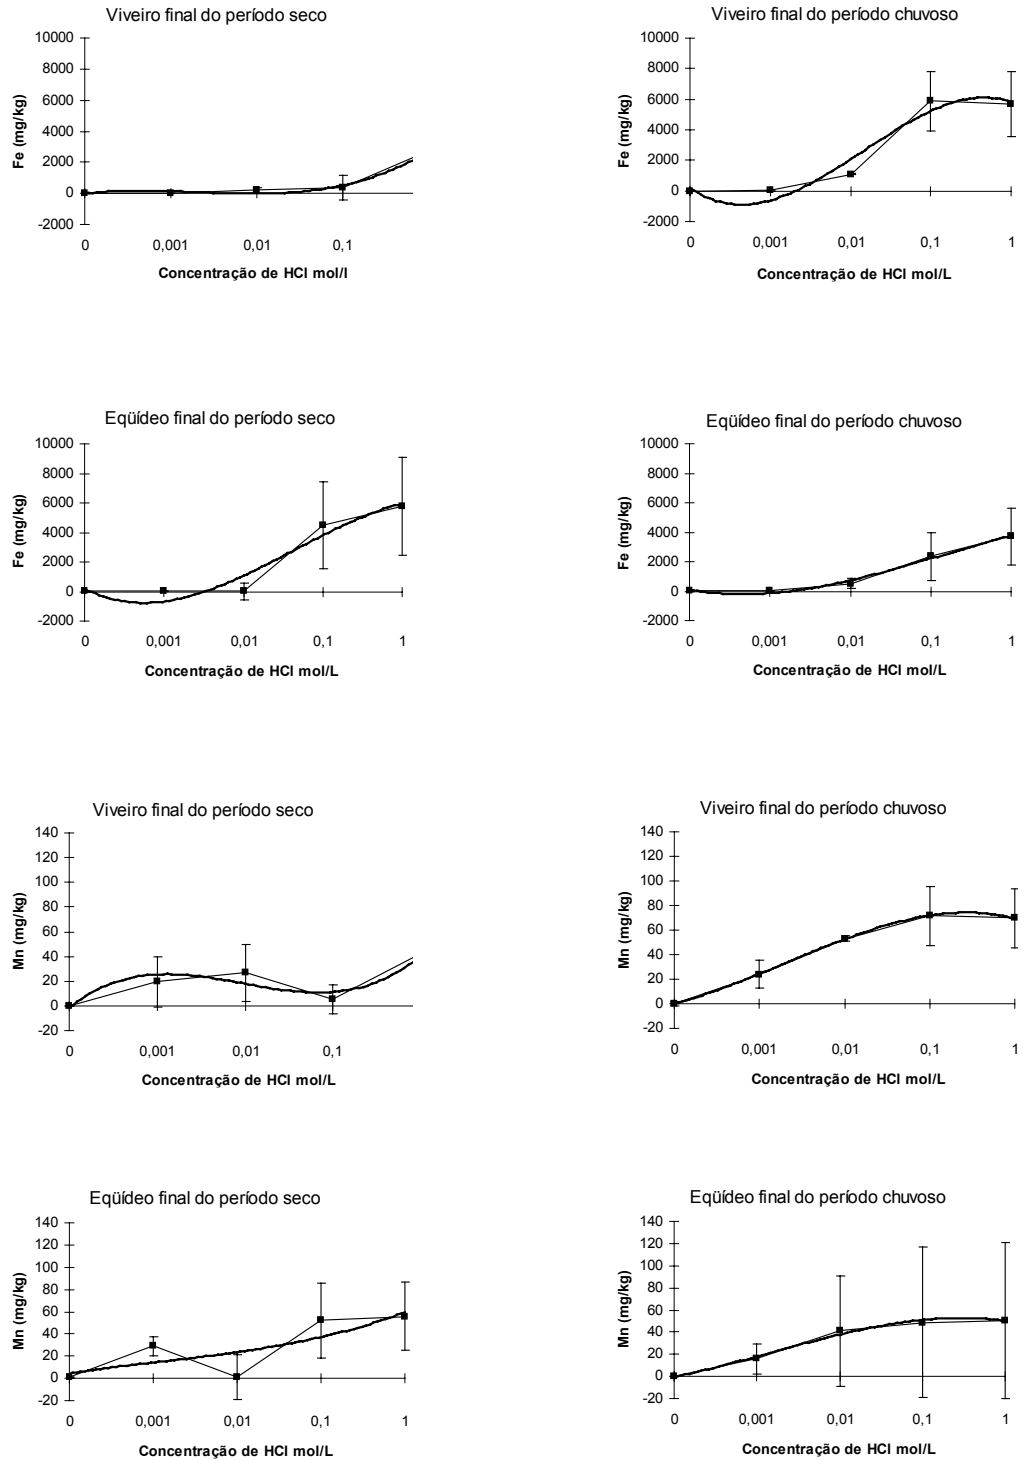 Viveiro final do período seco
10000
8000
6000
4000
2000
0
-2000
Fe (mg/kg)
0 0,001 0,01 0,1
Concentração de HCl mol/l
Viveiro final do período chuvoso
10000
8000
6000
4000
2000
0
-2000
Fe (mg/kg)
0 0,001 0,01 0,1 1
Concentração de HCl mol/L
Eqüídeo final do período seco
10000
8000
6000
4000
2000
0
-2000
Fe (mg/kg)
0 0,001 0,01 0,1 1
Concentração de HCl mol/L
Eqüídeo final do período chuvoso
10000
8000
6000
4000
2000
0
-2000
Fe (mg/kg)
0 0,001 0,01 0,1 1
Concentração de HCl mol/L
Viveiro final do período seco
140
120
100
80
60
40
20
0
-20
Mn (mg/kg)
0 0,001 0,01 0,1
Concentração de HCl mol/L
Viveiro final do período chuvoso
140
120
100
80
60
40
20
0
-20
Mn (mg/kg)
0 0,001 0,01 0,1 1
Concentração de HCl mol/L
Eqüídeo final do período seco
140
120
100
80
60
40
20
0
-20
Mn (mg/kg)
0 0,001 0,01 0,1 1
Concentração de HCl mol/L
Eqüídeo final do período chuvoso
140
120
100
80
60
40
20
0
-20
Mn (mg/kg)
0 0,001 0,01 0,1 1
Concentração de HCl mol/L